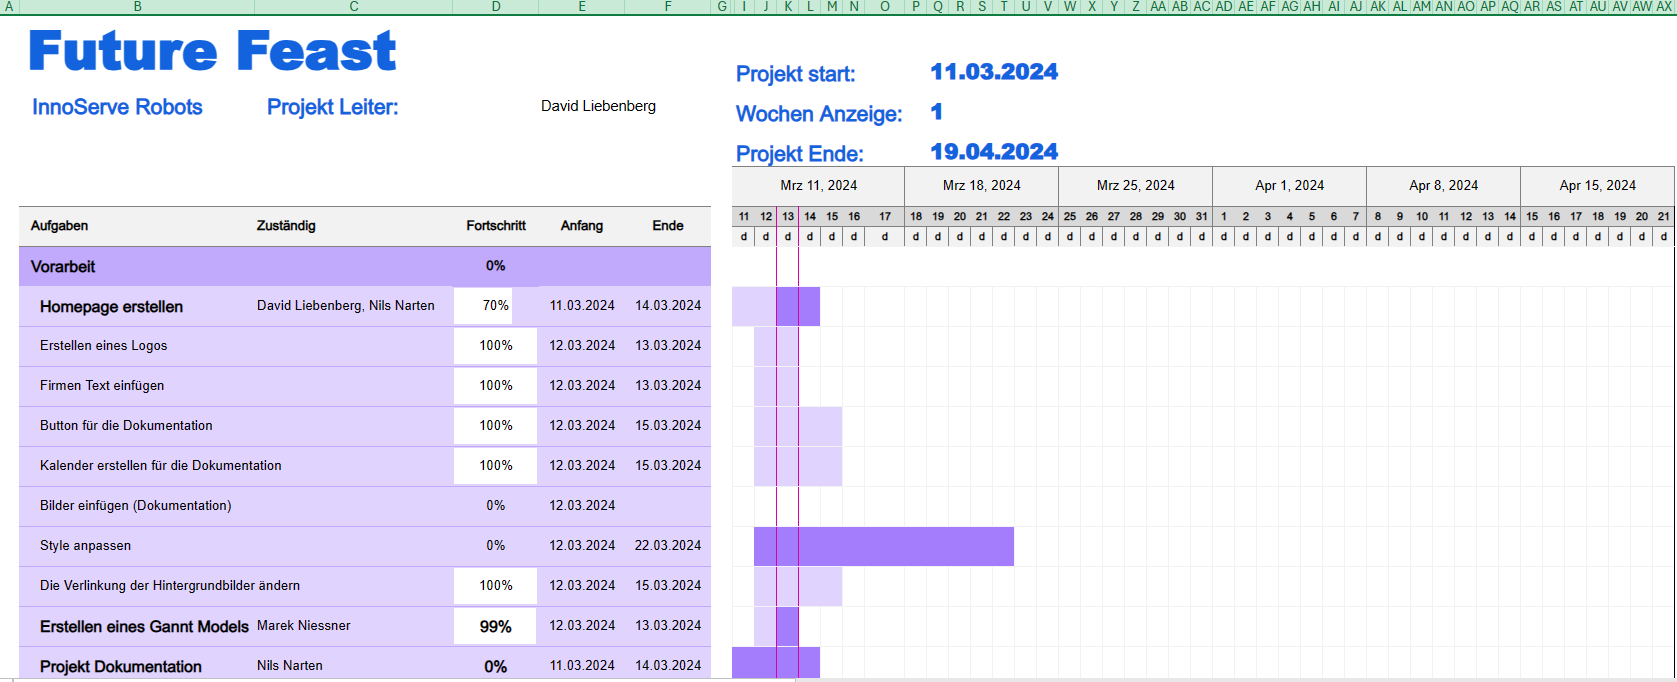 A B C D E F G I J K L M N O P Q R S T U V W X Y Z AA AB AC AD AE AF AG AH AI AJ AK AL AM AN AO AP AQ AR AS AT AU AV AW AX
Future Feast
Projekt start: 11.03.2024
InnoServe Robots Projekt Leiter: David Liebenberg
Wochen Anzeige: 1
Projekt Ende: 19.04.2024
Mrz 11, 2024 Mrz 18, 2024 Mrz 25, 2024 Apr 1, 2024 Apr 8, 2024 Apr 15, 2024
Aufgaben Zuständig Fortschritt Anfang Ende
11 12 13 14 15 16 17 18 19 20 21 22 23 24 25 26 27 28 29 30 31 1 2 3 4 5 6 7 8 9 10 11 12 13 14 15 16 17 18 19 20 21
d d d d d d d d d d d d d d d d d d d d d d d d d d d d d d d d d d d d d d d d d d
Vorarbeit 0%
Homepage erstellen David Liebenberg, Nils Narten 70% 11.03.2024 14.03.2024
Erstellen eines Logos 100% 12.03.2024 13.03.2024
Firmen Text einfügen 100% 12.03.2024 13.03.2024
Button für die Dokumentation 100% 12.03.2024 15.03.2024
Kalender erstellen für die Dokumentation 100% 12.03.2024 15.03.2024
Bilder einfügen (Dokumentation) 0% 12.03.2024
Style anpassen 0% 12.03.2024 22.03.2024
Die Verlinkung der Hintergrundbilder ändern 100% 12.03.2024 15.03.2024
Erstellen eines Gannt Models Marek Niessner 99% 12.03.2024 13.03.2024
Projekt Dokumentation Nils Narten 0% 11.03.2024 14.03.2024